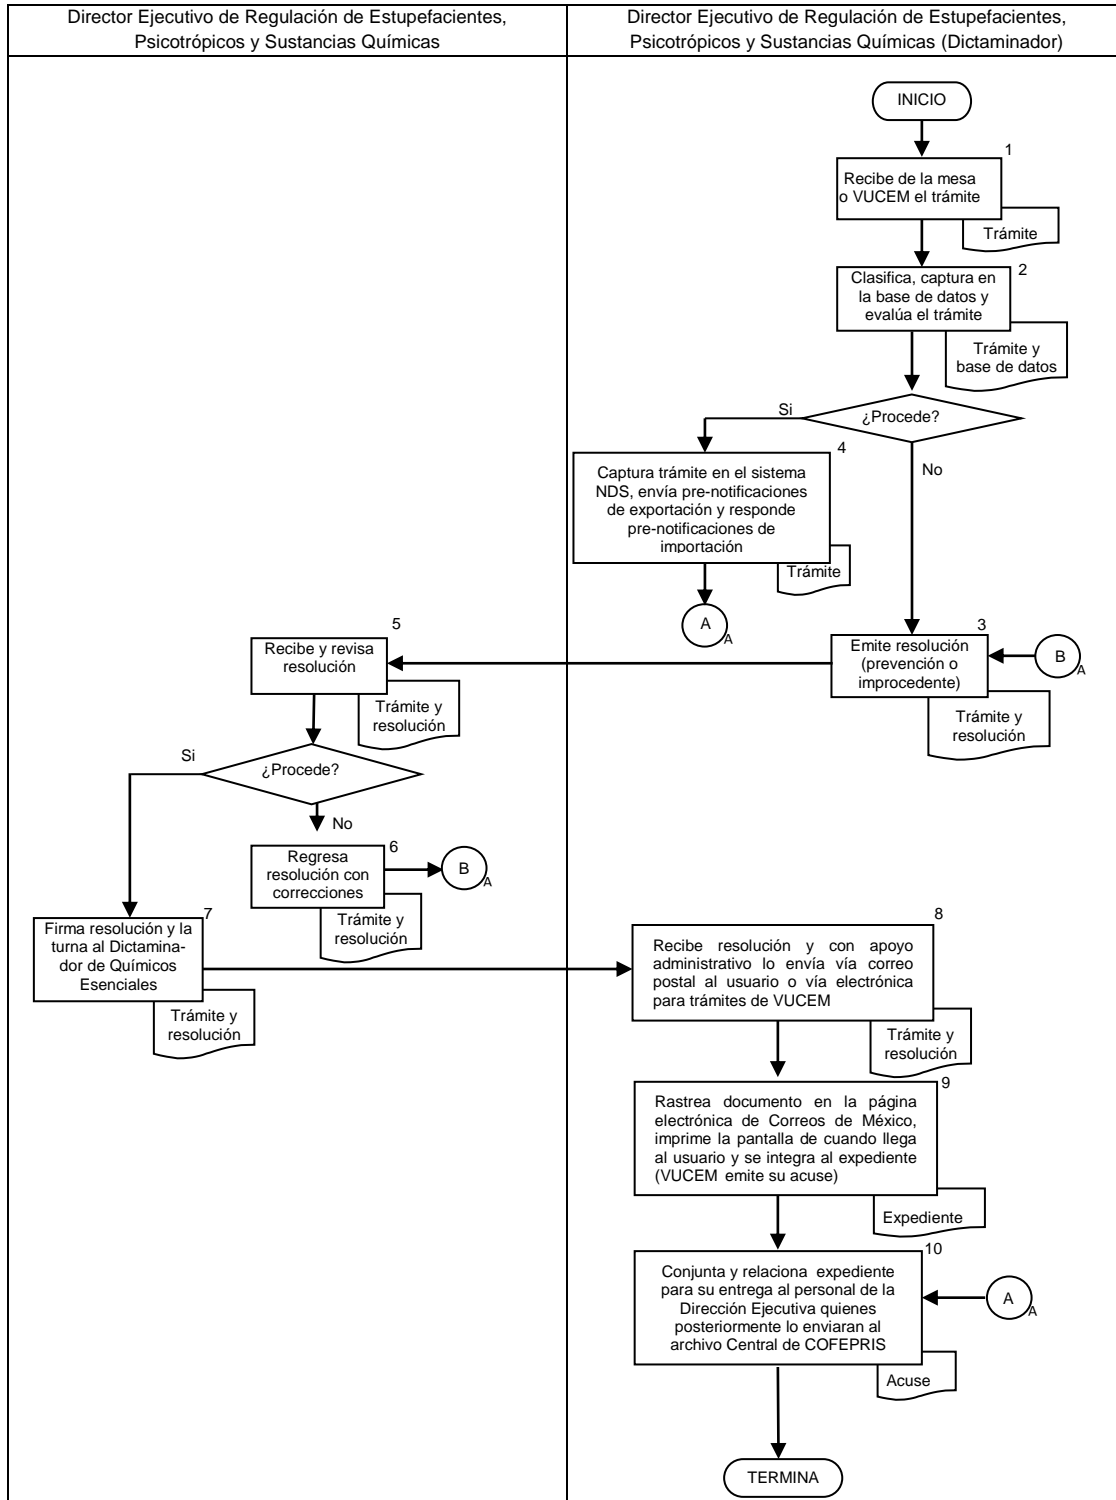 Director Ejecutivo de Regulación de Estupefacientes,
Psicotrópicos y Sustancias Químicas
Director Ejecutivo de Regulación de Estupefacientes,
Psicotrópicos y Sustancias Químicas (Dictaminador)
INICIO
1
Recibe de la mesa
o VUCEM el trámite
Trámite
2
Clasifica, captura en
la base de datos y
evalúa el trámite
Trámite y
base de datos
¿Procede?
Si
No
4
Captura trámite en el sistema
NDS, envía pre-notificaciones
de exportación y responde
pre-notificaciones de
importación
Trámite
A
A
3
Emite resolución
(prevención o
improcedente)
B
A
Trámite y
resolución
5
Recibe y revisa
resolución
Trámite y
resolución
¿Procede?
Si
No
6
Regresa
resolución con
correcciones
B
A
Trámite y
resolución
7
Firma resolución y la
turna al Dictamina-
dor de Químicos
Esenciales
Trámite y
resolución
8
Recibe resolución y con apoyo
administrativo lo envía vía correo
postal al usuario o vía electrónica
para trámites de VUCEM
Trámite y
resolución
9
Rastrea documento en la página
electrónica de Correos de México,
imprime la pantalla de cuando llega
al usuario y se integra al expediente
(VUCEM emite su acuse)
Expediente
10
Conjunta y relaciona expediente
para su entrega al personal de la
Dirección Ejecutiva quienes
posteriormente lo enviaran al
archivo Central de COFEPRIS
A
A
Acuse
TERMINA